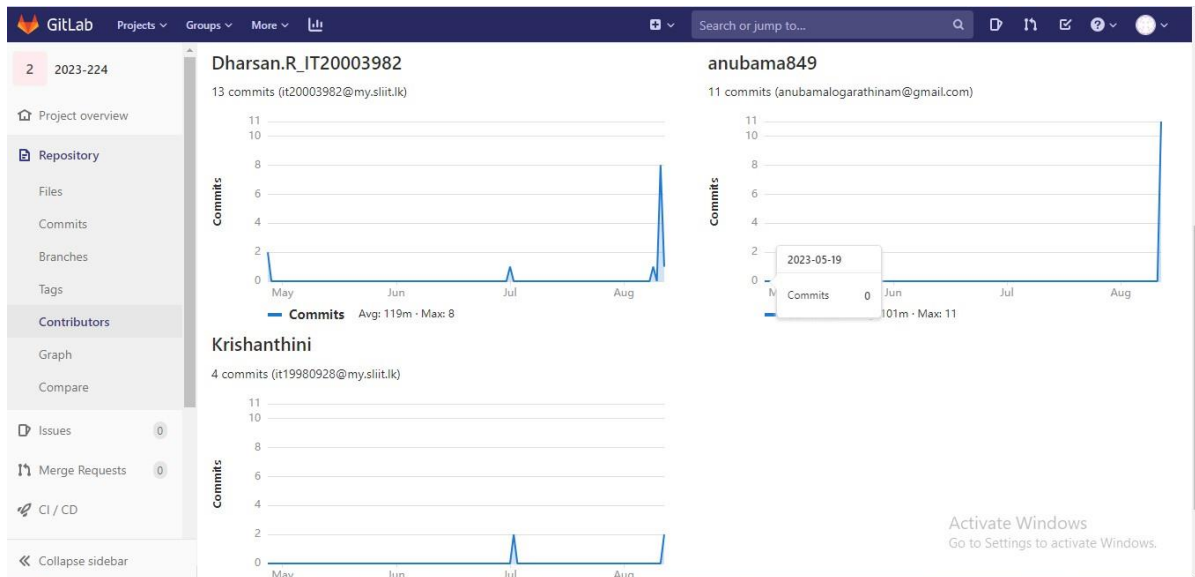 GitLab Projects Groups More Search or jump to...
2 2023-224
Project overview
Repository
Files
Commits
Branches
Tags
Contributors
Graph
Compare
Issues 0
Merge Requests 0
CI / CD
Collapse sidebar
Dharsan.R_IT20003982
13 commits (it20003982@my.sliit.lk)
11
10
8
6
4
2
0
Commits
May Jun Jul Aug
Commits Avg: 119m · Max: 8
anubama849
11 commits (anubamalogarathinam@gmail.com)
11
10
8
6
4
2
0
Commits
2023-05-19
Commits 0
Jun Jul Aug
101m · Max: 11
Krishanthini
4 commits (it19980928@my.sliit.lk)
11
10
8
6
4
2
0
Commits
May Jun Jul Aug
Activate Windows
Go to Settings to activate Windows.